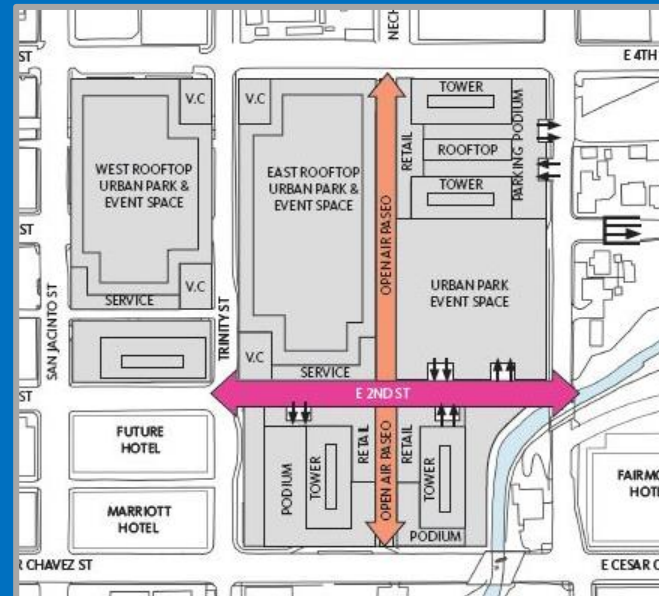 NECH
ST
E 4TH
V.C
V.C
TOWER
WEST ROOFTOP
URBAN PARK &
EVENT SPACE
EAST ROOFTOP
URBAN PARK &
EVENT SPACE
OPEN AIR PASEO
RETAIL
ROOFTOP
PARKING PODIUM
TOWER
ST
SAN JACINTO ST
V.C
SERVICE
TRINITY ST
URBAN PARK
EVENT SPACE
V.C
SERVICE
ST
E 2ND ST
FUTURE
HOTEL
MARRIOTT
HOTEL
PODIUM
TOWER
RETAIL
OPEN AIR PASEO
RETAIL
TOWER
PODIUM
FAIRMO
HOTE
R CHAVEZ ST
E CESAR C